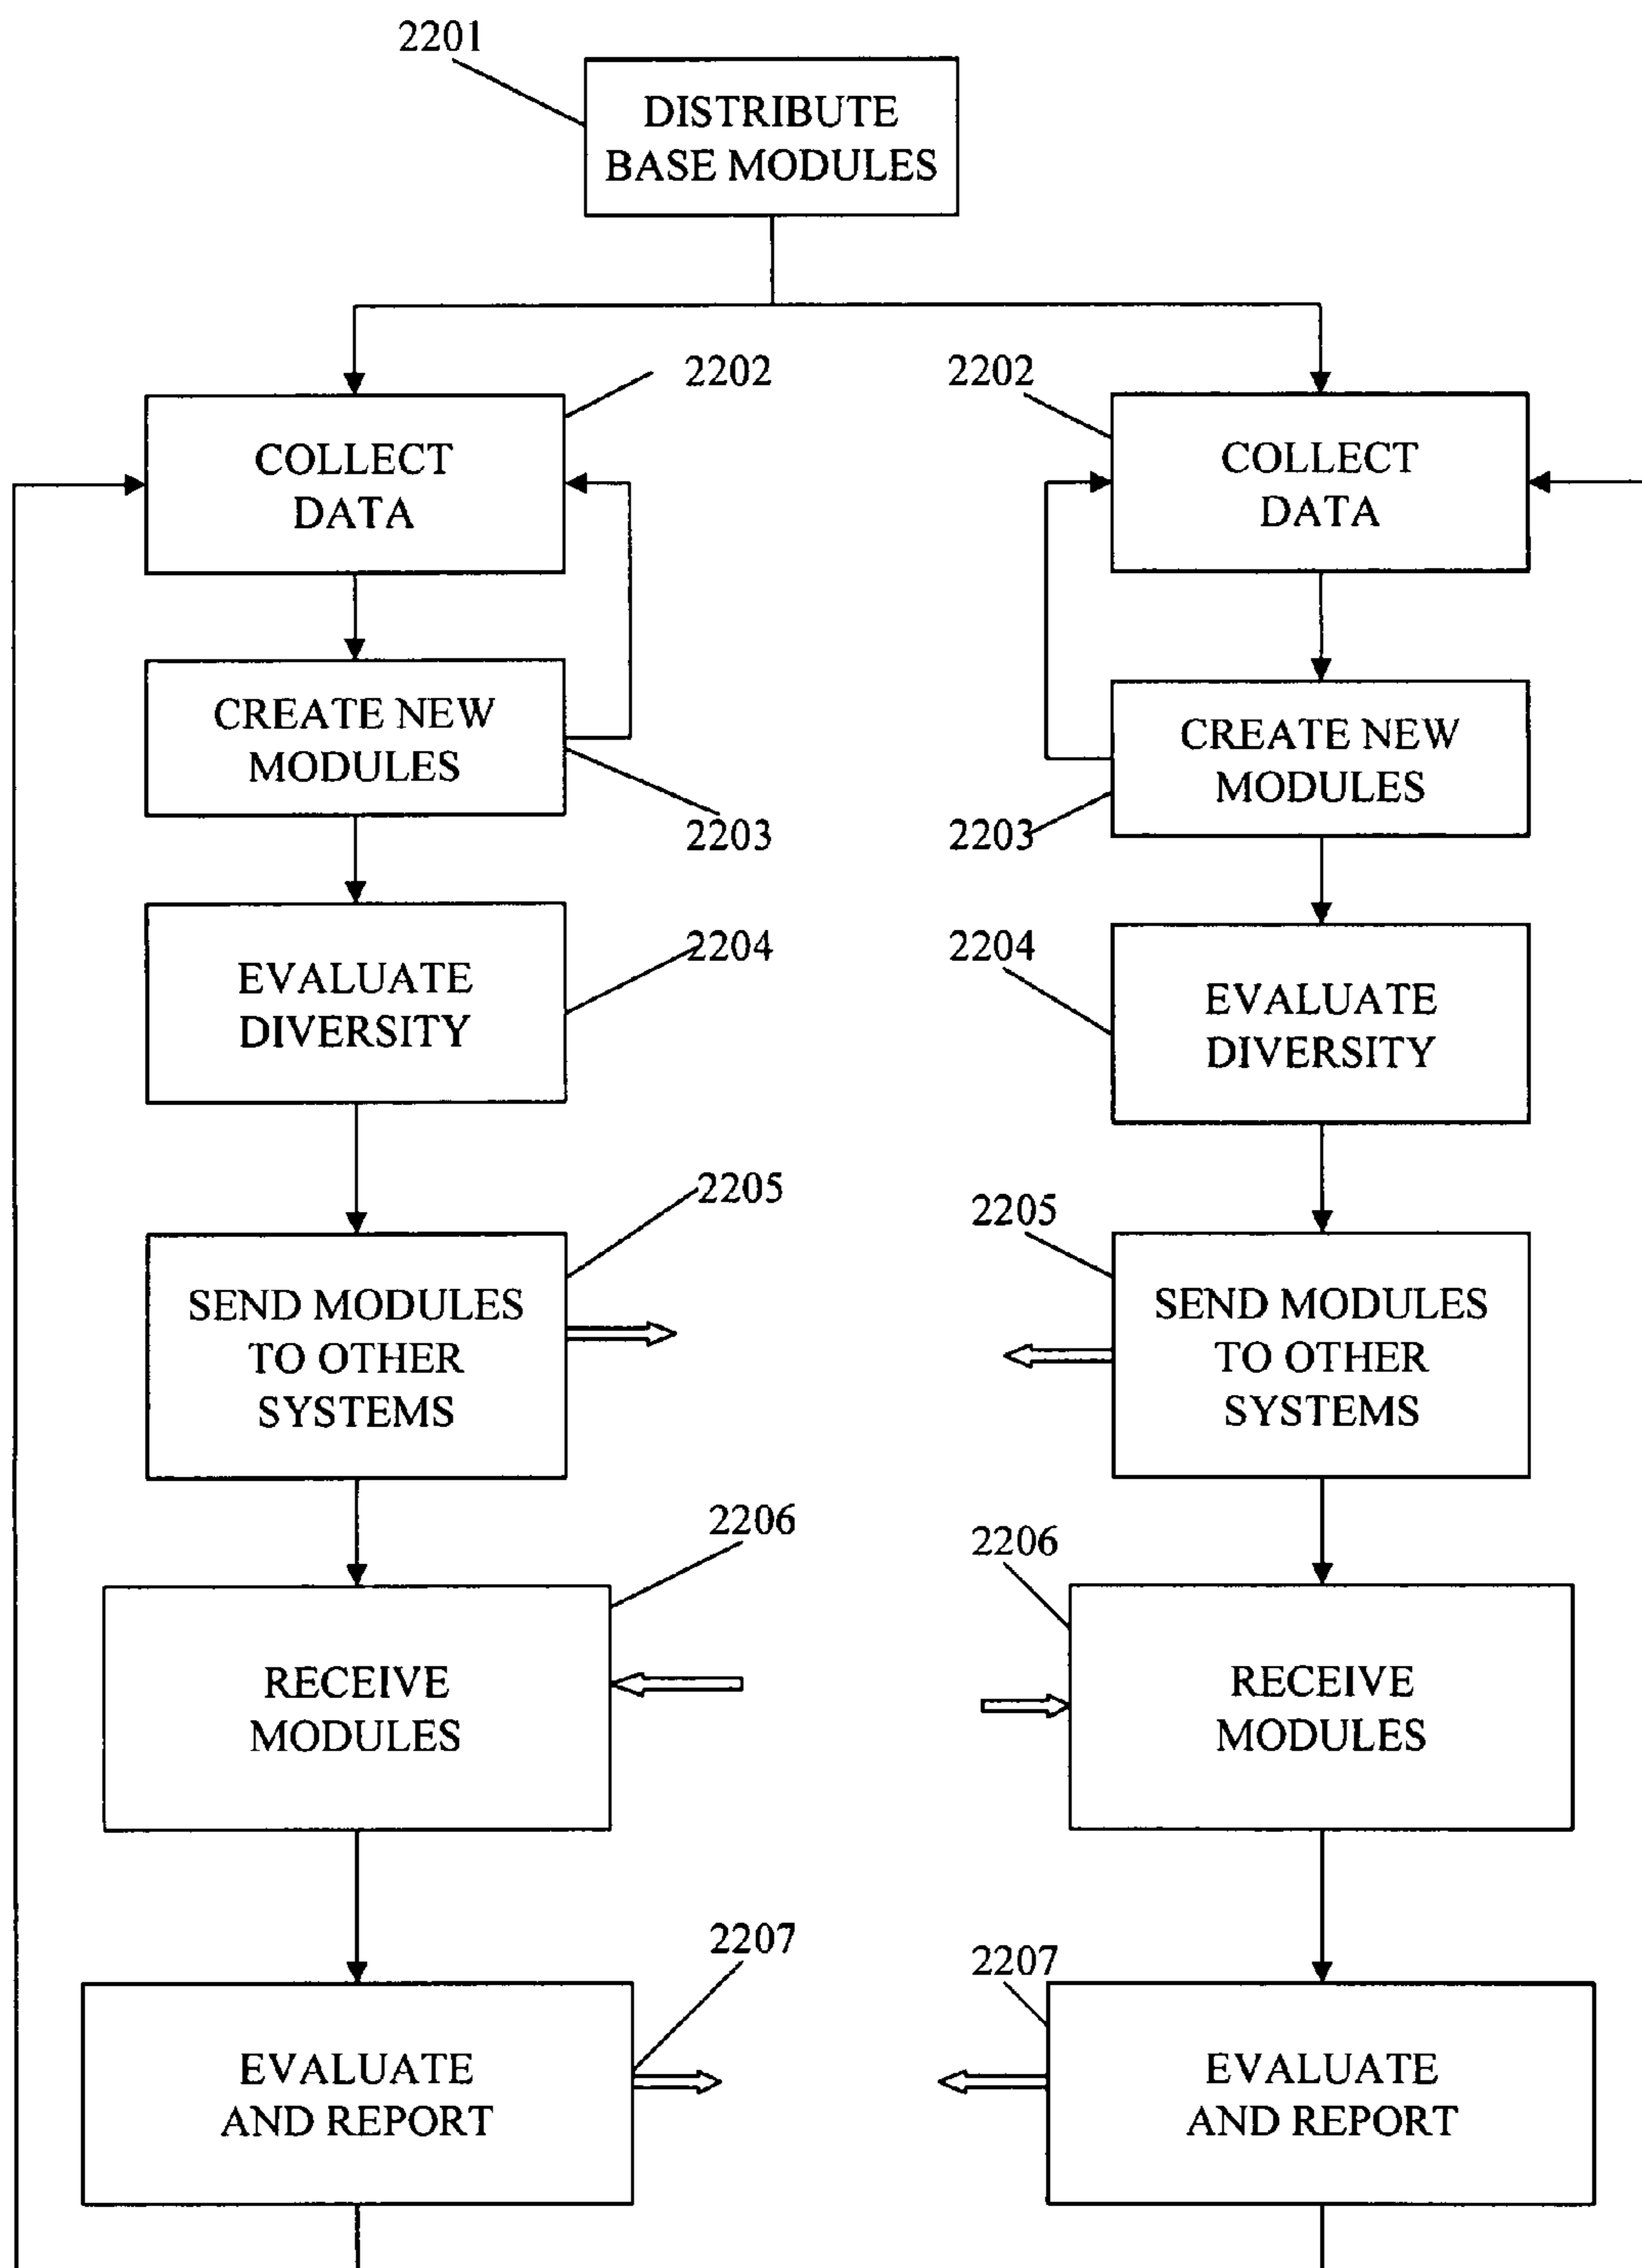 2201
DISTRIBUTE
BASE MODULES
2202
2202
COLLECT
DATA
COLLECT
DATA
CREATE NEW
MODULES
CREATE NEW
MODULES
2203
2203
2204
2204
EVALUATE
DIVERSITY
EVALUATE
DIVERSITY
2205
2205
SEND MODULES
TO OTHER
SYSTEMS
SEND MODULES
TO OTHER
SYSTEMS
2206
2206
RECEIVE
MODULES
RECEIVE
MODULES
2207
2207
EVALUATE
AND REPORT
EVALUATE
AND REPORT